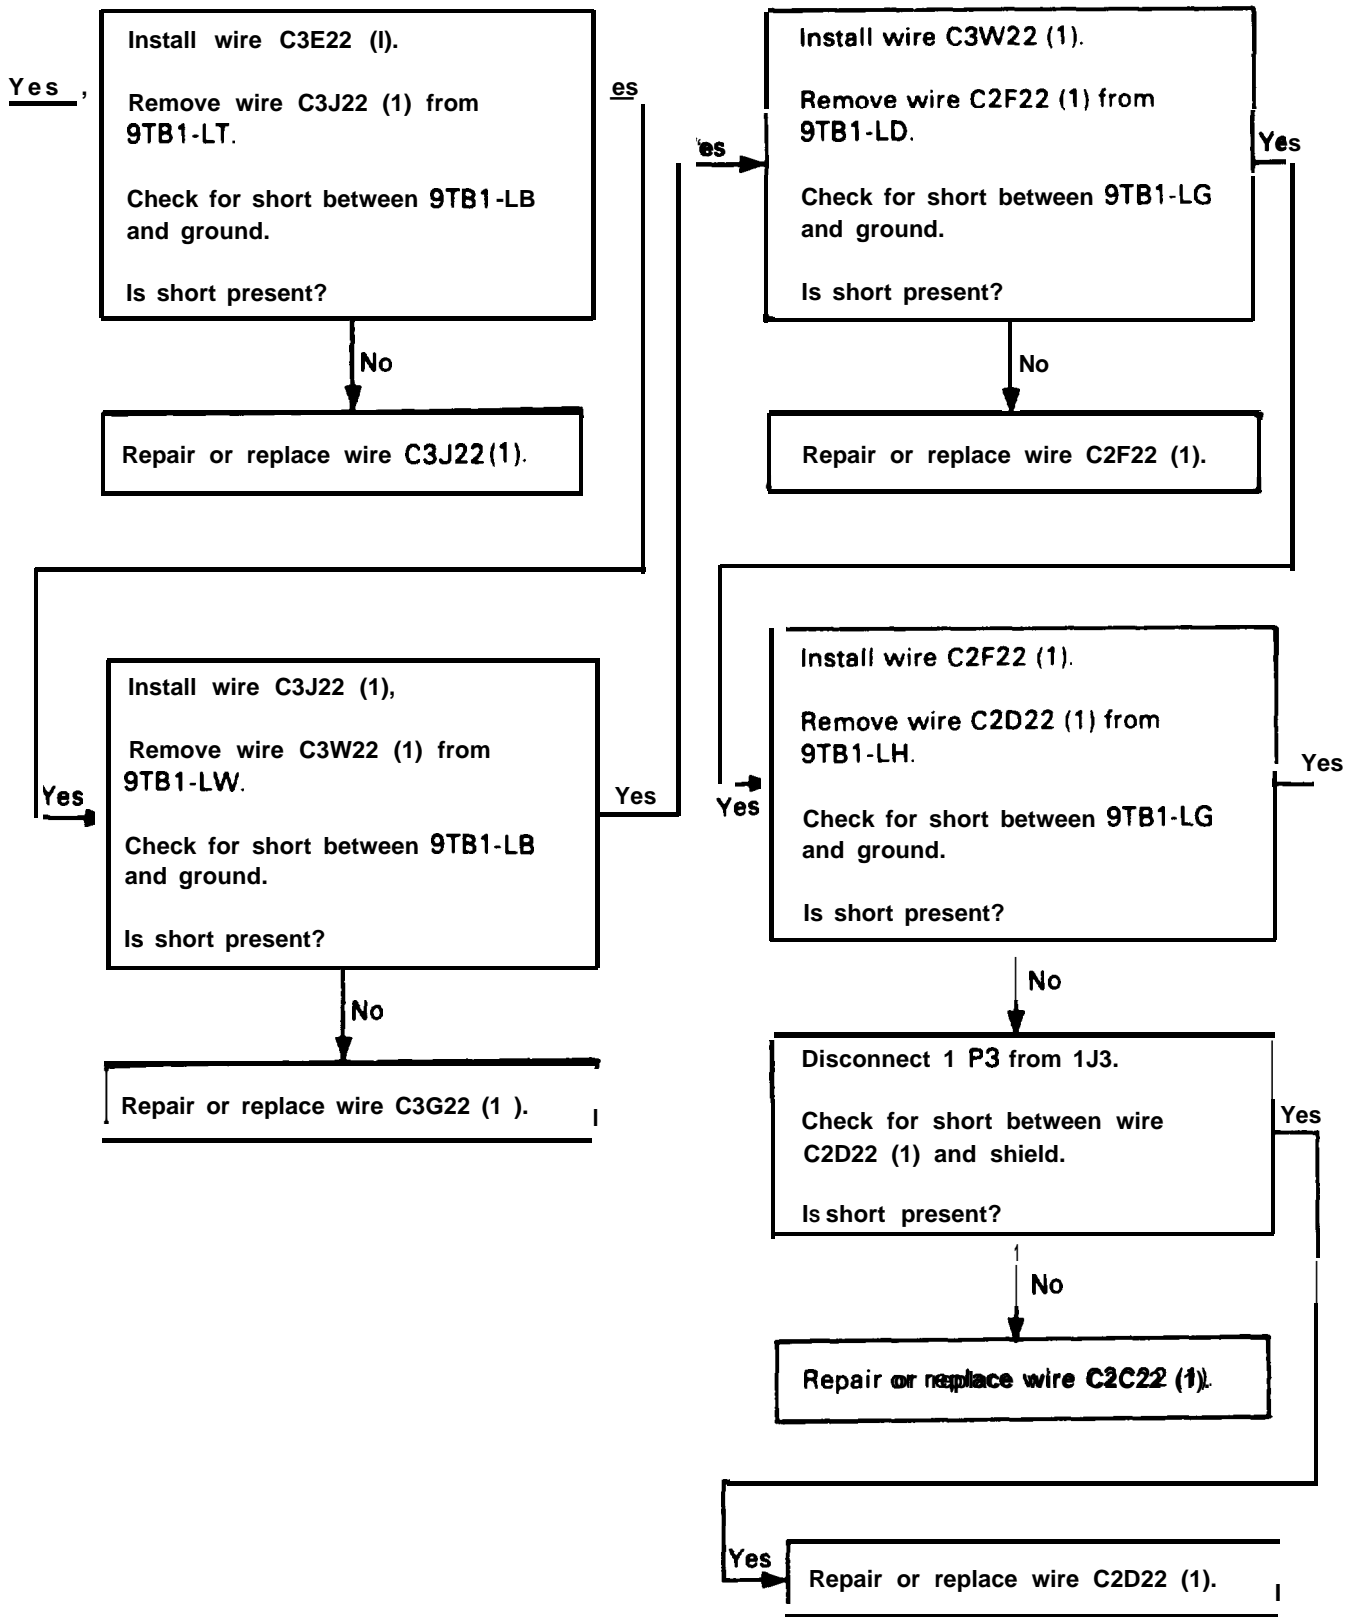 Yes ,
Install wire C3E22 (I).
Remove wire C3J22 (1) from
9TB1-LT.
Check for short between 9TB1-LB
and ground.
Is short present?
es
No
Repair or replace wire C3J22(1).
Yes
Install wire C3J22 (1),
Remove wire C3W22 (1) from
9TB1-LW.
Check for short between 9TB1-LB
and ground.
Is short present?
Yes
No
Repair or replace wire C3G22 (1 ).
es
Install wire C3W22 (1).
Remove wire C2F22 (1) from
9TB1-LD.
Check for short between 9TB1-LG
and ground.
Is short present?
Yes
No
Repair or replace wire C2F22 (1).
Yes
Install wire C2F22 (1).
Remove wire C2D22 (1) from
9TB1-LH.
Check for short between 9TB1-LG
and ground.
Is short present?
Yes
No
Disconnect 1 P3 from 1J3.
Check for short between wire
C2D22 (1) and shield.
Is short present?
Yes
No
Repair or replace wire C2C22 (1).
Yes
Repair or replace wire C2D22 (1).